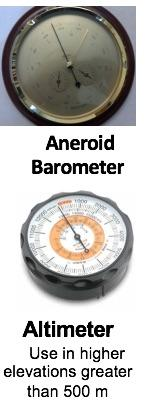 Aneroid
Barometer
Altimeter
Use in higher
elevations greater
than 500 m